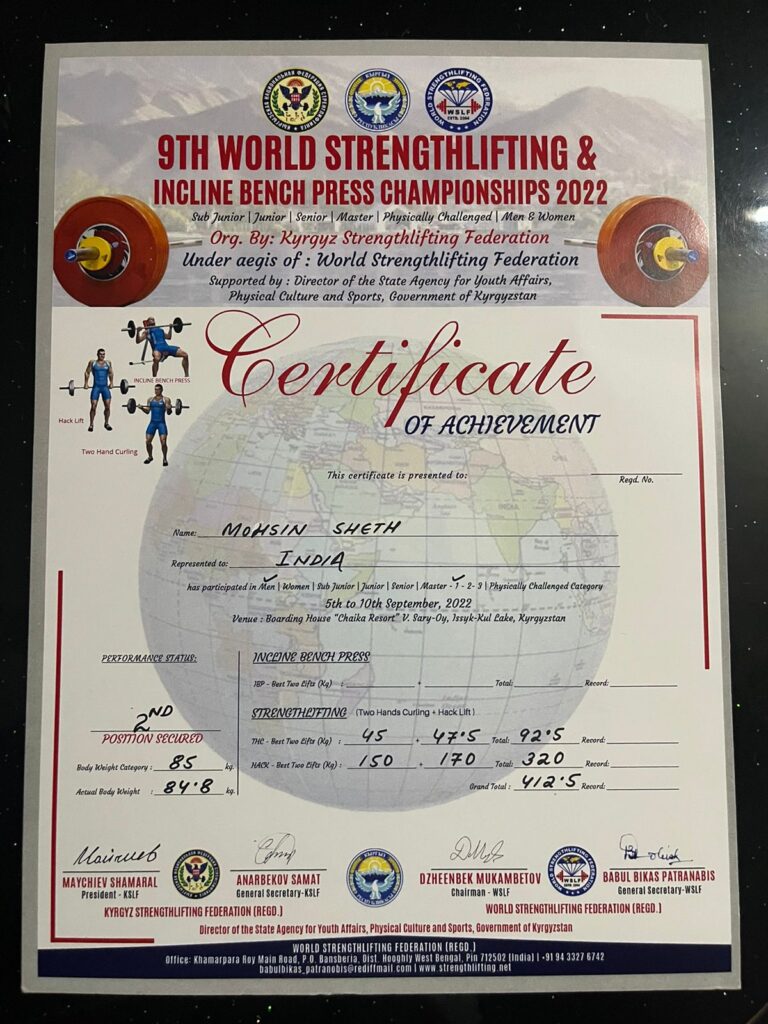 WORLD STRENGTHLIFTING FEDERATION
WSLF
9TH WORLD STRENGTHLIFTING &
INCLINE BENCH PRESS CHAMPIONSHIPS 2022
Sub Junior | Junior | Senior | Master | Physically Challenged | Men & Women
Org. By: Kyrgyz Strengthlifting Federation
Under aegis of : World Strengthlifting Federation
Supported by : Director of the State Agency for Youth Affairs,
Physical Culture and Sports, Government of Kyrgyzstan
INCLINE BENCH PRESS
Hack Lift
Two Hand Curling
Certificate
OF ACHIEVEMENT
This certificate is presented to:
Regd. No.
Name: MOHSIN SHETH
Represented to: INDIA
has participated in Men | Women | Sub Junior | Junior | Senior | Master - 1 - 2 - 3 | Physically Challenged Category
5th to 10th September, 2022
Venue : Boarding House "Chaika Resort" V. Sary-Oy, Issyk-Kul Lake, Kyrgyzstan
PERFORMANCE STATUS:
2ND
POSITION SECURED
Body Weight Category : 85 kg.
Actual Body Weight : 84.8 kg.
INCLINE BENCH PRESS
IBP - Best Two Lifts (Kg) : + Total: Record:
STRENGTHLIFTING (Two Hands Curling + Hack Lift )
THC - Best Two Lifts (Kg) : 45 + 47.5 Total: 92.5 Record:
HACK - Best Two Lifts (Kg) : 150 + 170 Total: 320 Record:
Grand Total : 412.5 Record:
MAYCHIEV SHAMARAL
President - KSLF
ANARBEKOV SAMAT
General Secretary-KSLF
DZHEENBEK MUKAMBETOV
Chairman - WSLF
BABUL BIKAS PATRANABIS
General Secretary-WSLF
KYRGYZ STRENGTHLIFTING FEDERATION (REGD.)
WORLD STRENGTHLIFTING FEDERATION (REGD.)
Director of the State Agency for Youth Affairs, Physical Culture and Sports, Government of Kyrgyzstan
WORLD STRENGTHLIFTING FEDERATION (REGD.)
Office: Khamarpara Roy Main Road, P.O. Bansberia, Dist. Hooghly West Bengal, Pin 712502 (India) | +91 94 3327 6742
babulbikas_patranobis@rediffmail.com | www.strengthlifting.net